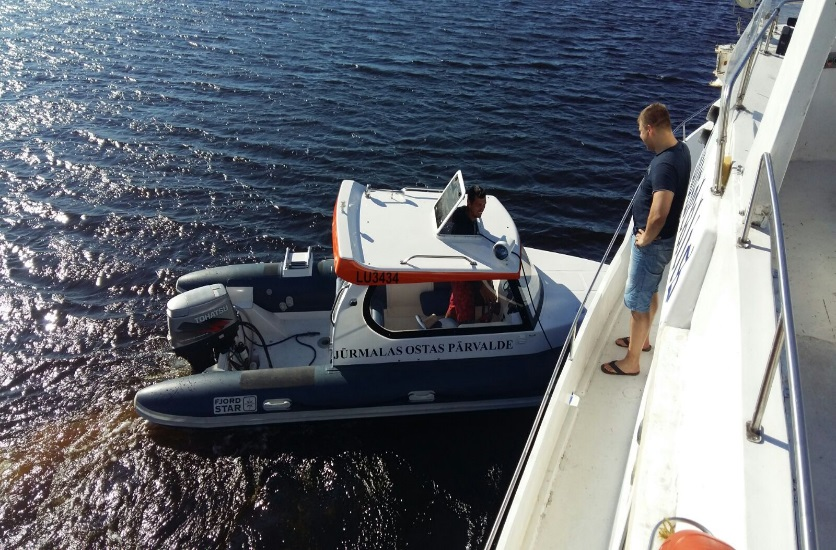 LU3434
TOHATSU
JŪRMALAS OSTAS PĀRVALDE
FJORD
STAR